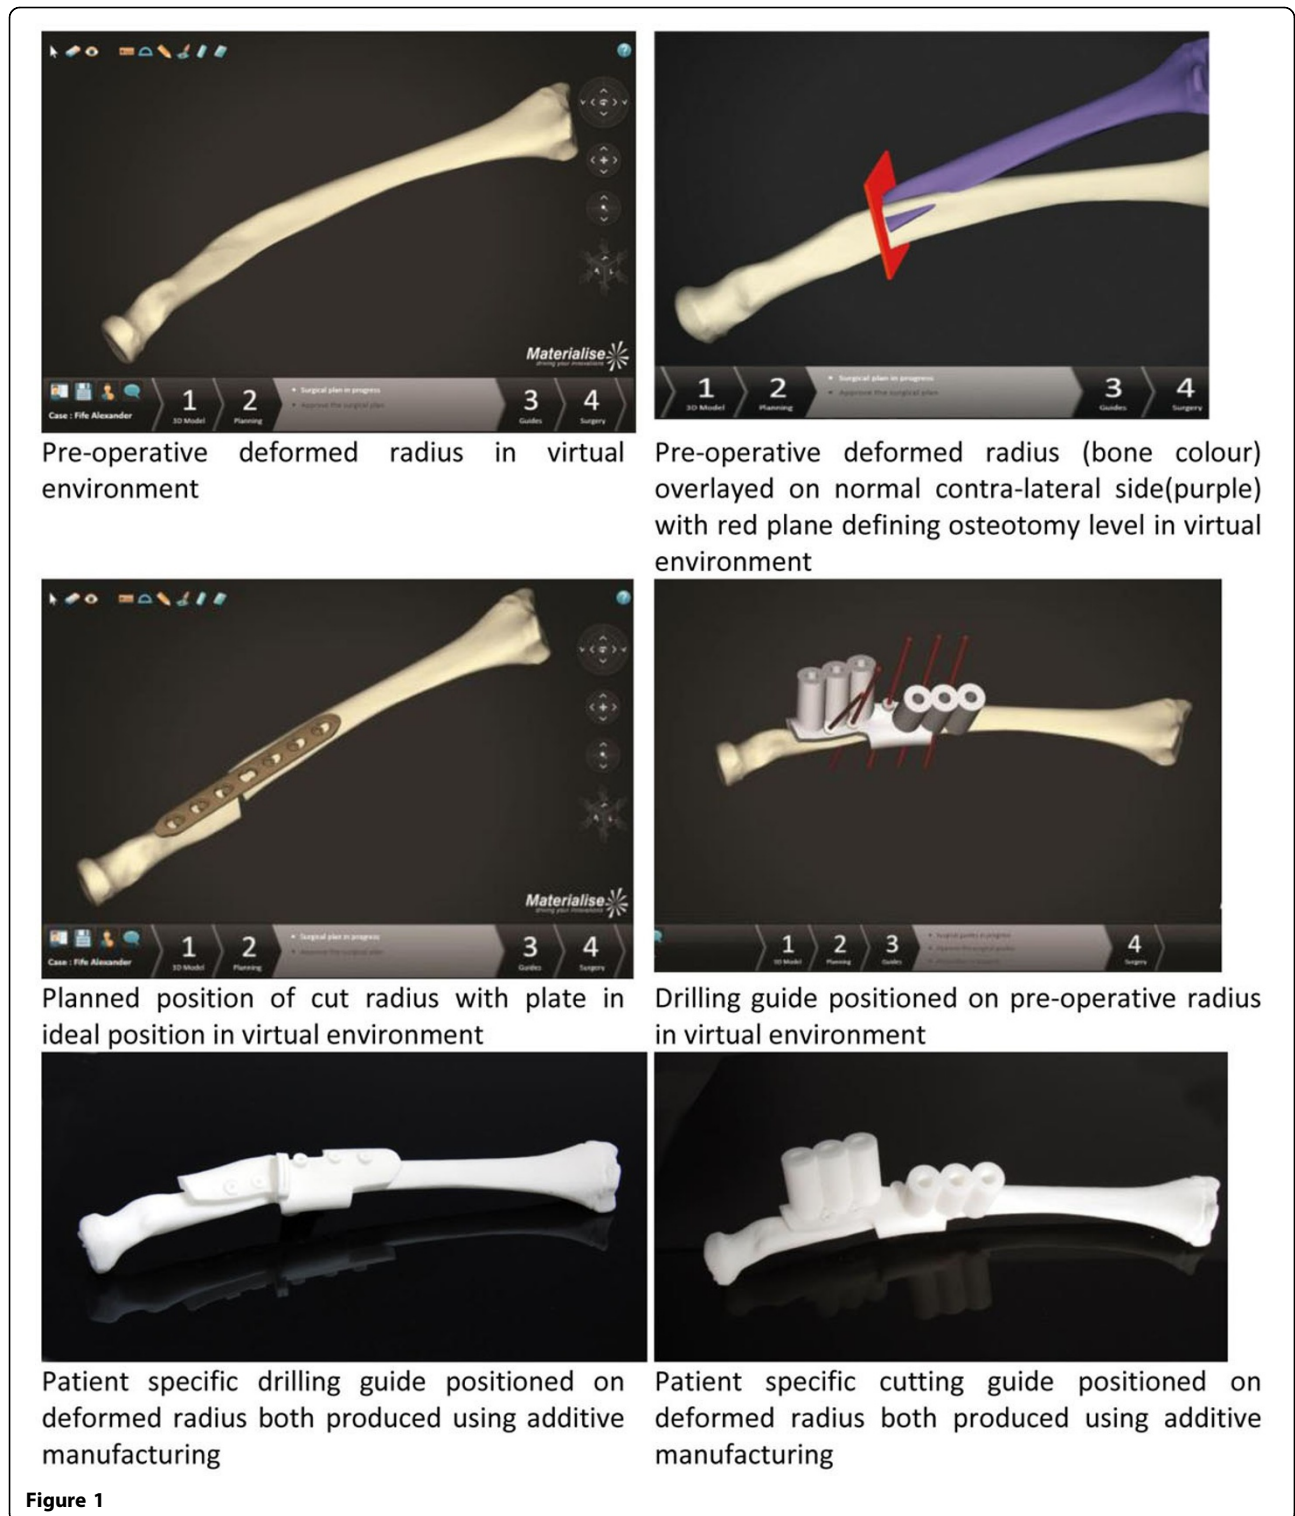 Materialise
driving your innovations
Case : Fife Alexander
1
3D Model
2
Planning
Surgical plan in progress
Approve the surgical plan
3
Guides
4
Surgery
1
3D Model
2
Planning
Surgical plan in progress
Approve the surgical plan
3
Guides
4
Surgery
Pre-operative deformed radius in virtual
environment
Pre-operative deformed radius (bone colour)
overlayed on normal contra-lateral side(purple)
with red plane defining osteotomy level in virtual
environment
Materialise
driving your innovations
Case : Fife Alexander
1
3D Model
2
Planning
Surgical plan in progress
Approve the surgical plan
3
Guides
4
Surgery
1
3D Model
2
Planning
3
Guides
4
Surgery
Planned position of cut radius with plate in
ideal position in virtual environment
Drilling guide positioned on pre-operative radius
in virtual environment
Patient specific drilling guide positioned on
deformed radius both produced using additive
manufacturing
Patient specific cutting guide positioned on
deformed radius both produced using additive
manufacturing
Figure 1